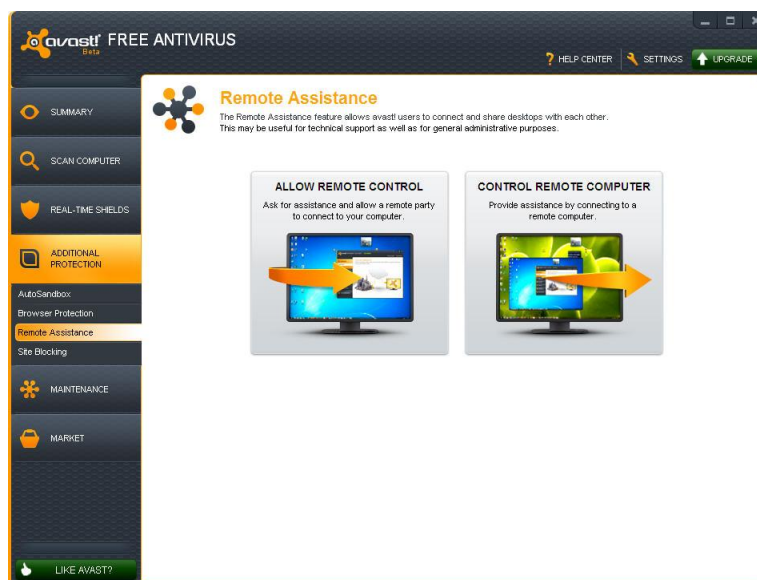 avast! FREE ANTIVIRUS
Beta
HELP CENTER
SETTINGS
UPGRADE
SUMMARY
SCAN COMPUTER
REAL-TIME SHIELDS
ADDITIONAL
PROTECTION
AutoSandbox
Browser Protection
Remote Assistance
Site Blocking
MAINTENANCE
MARKET
LIKE AVAST?
Remote Assistance
The Remote Assistance feature allows avast! users to connect and share desktops with each other.
This may be useful for technical support as well as for general administrative purposes.
ALLOW REMOTE CONTROL
Ask for assistance and allow a remote party
to connect to your computer.
CONTROL REMOTE COMPUTER
Provide assistance by connecting to a
remote computer.